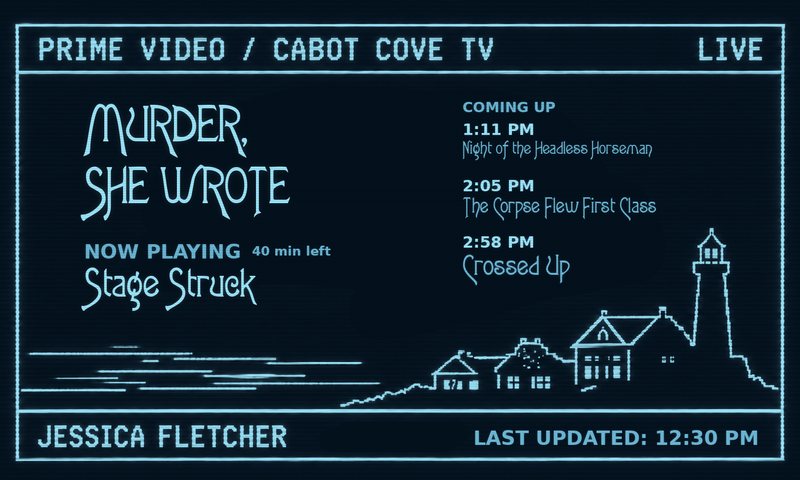 PRIME VIDEO / CABOT COVE TV
LIVE
MURDER,
SHE WROTE
NOW PLAYING 40 min left
Stage Struck
COMING UP
1:11 PM
Night of the Headless Horseman
2:05 PM
The Corpse Flew First Class
2:58 PM
Crossed Up
JESSICA FLETCHER
LAST UPDATED: 12:30 PM